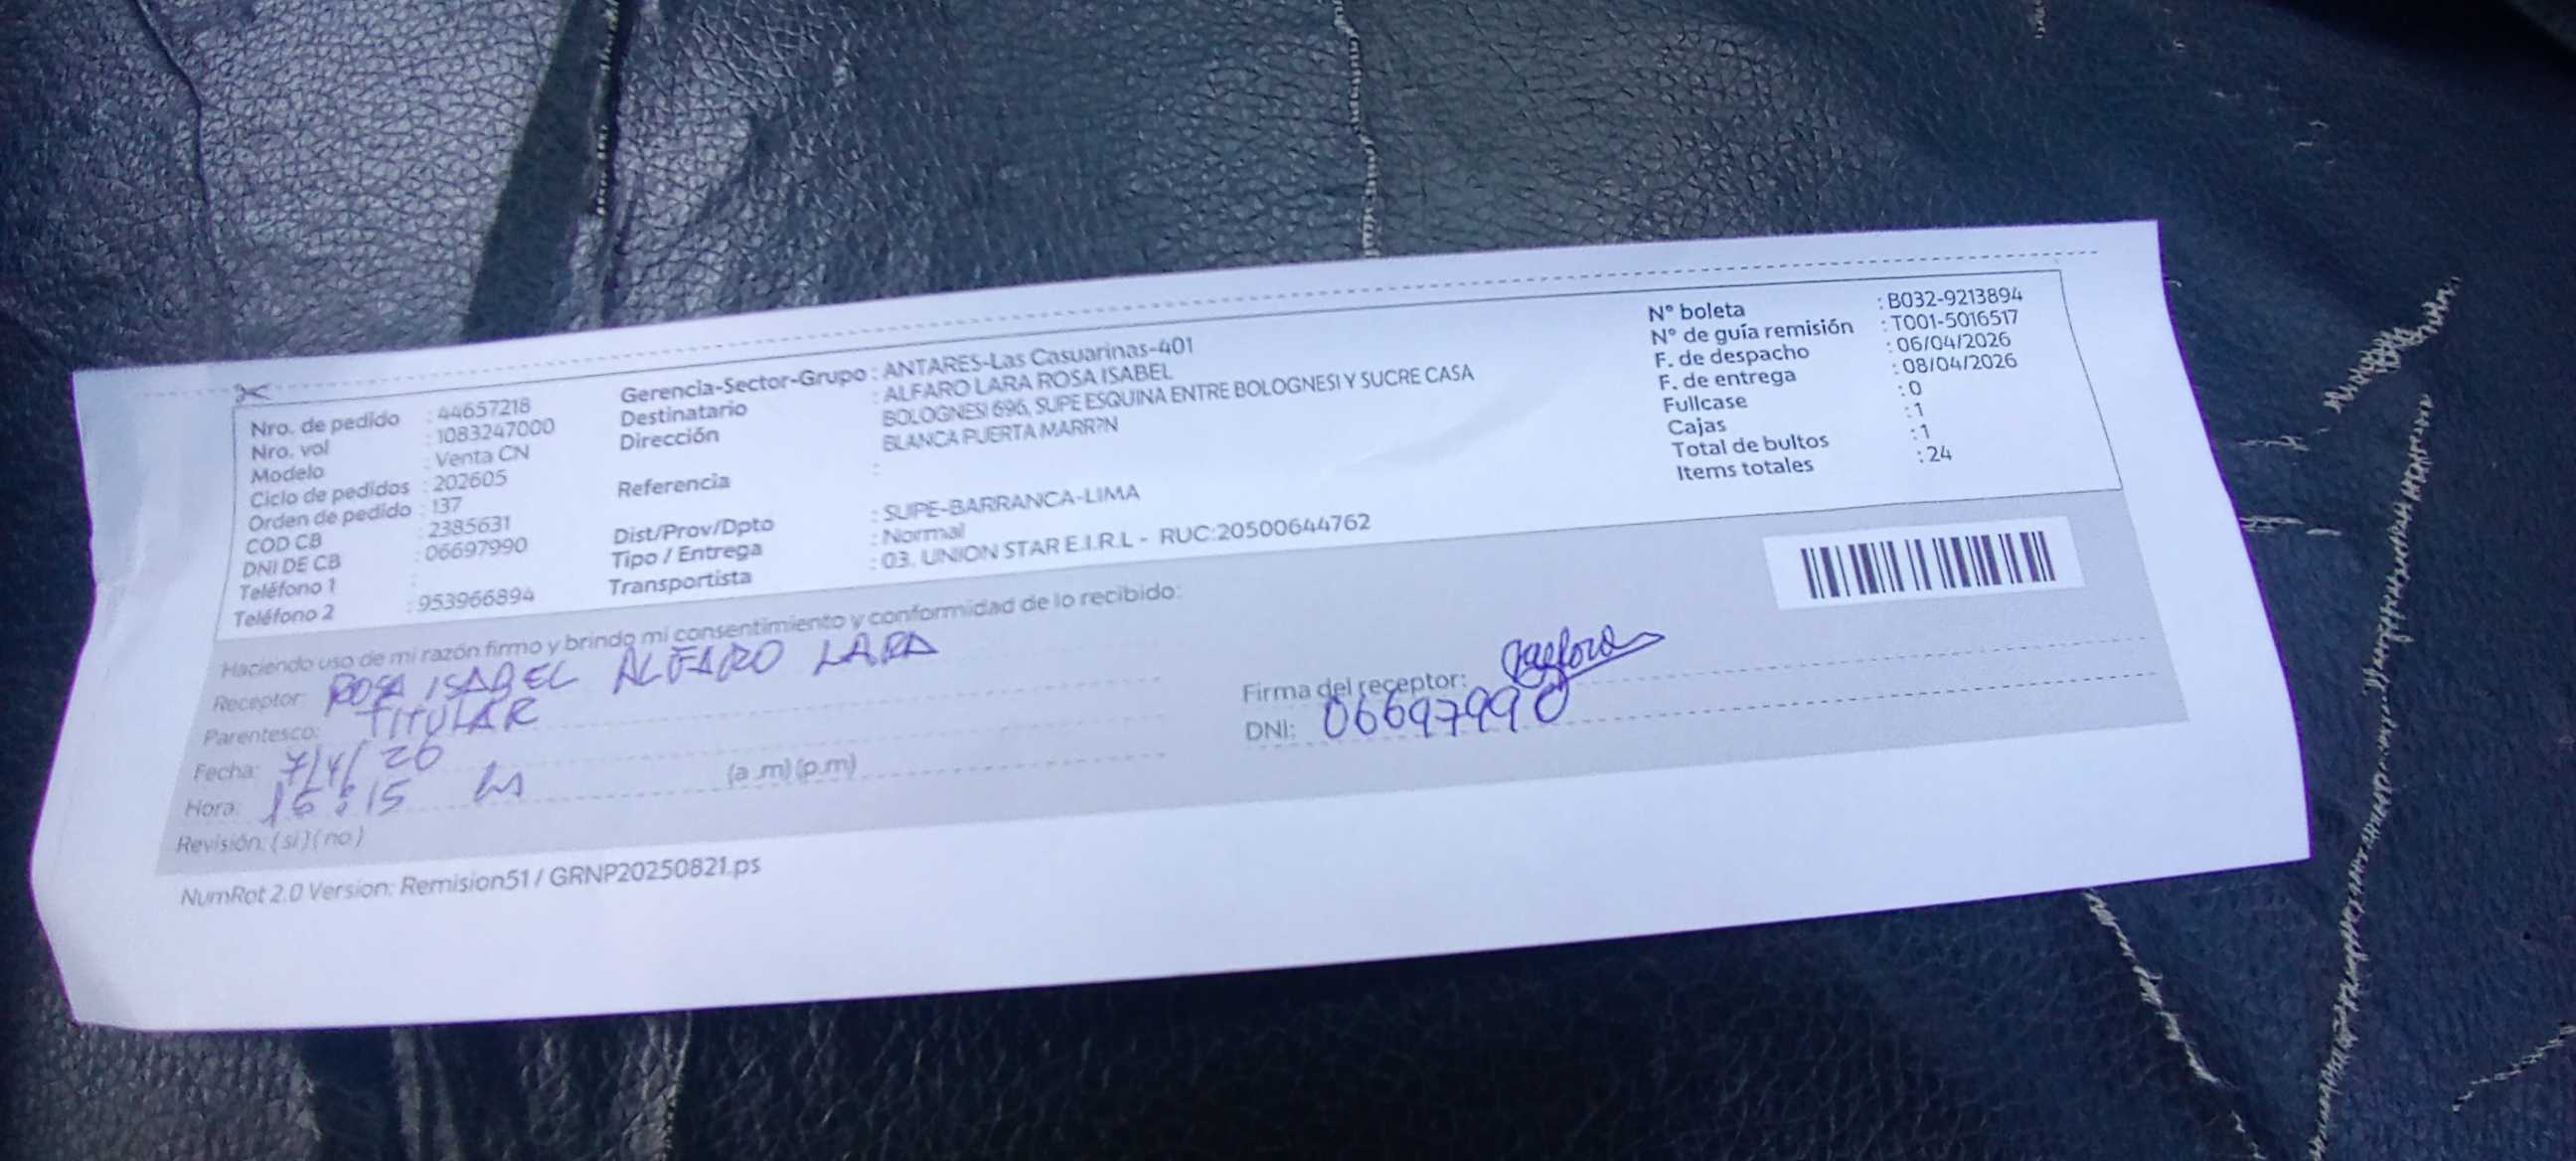 Nro. de pedido : 44657218
Nro. vol : 1083247000
Modelo : Venta CN
Ciclo de pedidos : 202605
Orden de pedido : 137
COD CB : 2385631
DNI DE CB : 06697990
Teléfono 1 :
Teléfono 2 : 953966894
Gerencia-Sector-Grupo : ANTARES-Las Casuarinas-401
Destinatario : ALFARO LARA ROSA ISABEL
Dirección : BOLOGNESI 696, SUPE ESQUINA ENTRE BOLOGNESI Y SUCRE CASA
BLANCA PUERTA MARR?N
Referencia :
Dist/Prov/Dpto : SUPE-BARRANCA-LIMA
Tipo / Entrega : Normal
Transportista : 03. UNION STAR E.I.R.L - RUC:20500644762
N° boleta : B032-9213894
N° de guía remisión : T001-5016517
F. de despacho : 06/04/2026
F. de entrega : 08/04/2026
Fullcase : 0
Cajas : 1
Total de bultos : 1
Items totales : 24
Haciendo uso de mi razón firmo y brindo mi consentimiento y conformidad de lo recibido:
Receptor: ROSA ISABEL ALFARO LARA
Parentesco: TITULAR
Fecha: 7/4/26
Hora: 16:15 hs (a.m) (p.m)
Revisión: (si) (no)
Firma del receptor:
DNI: 06697990
NumRot 2.0 Version: Remision51 / GRNP20250821.ps